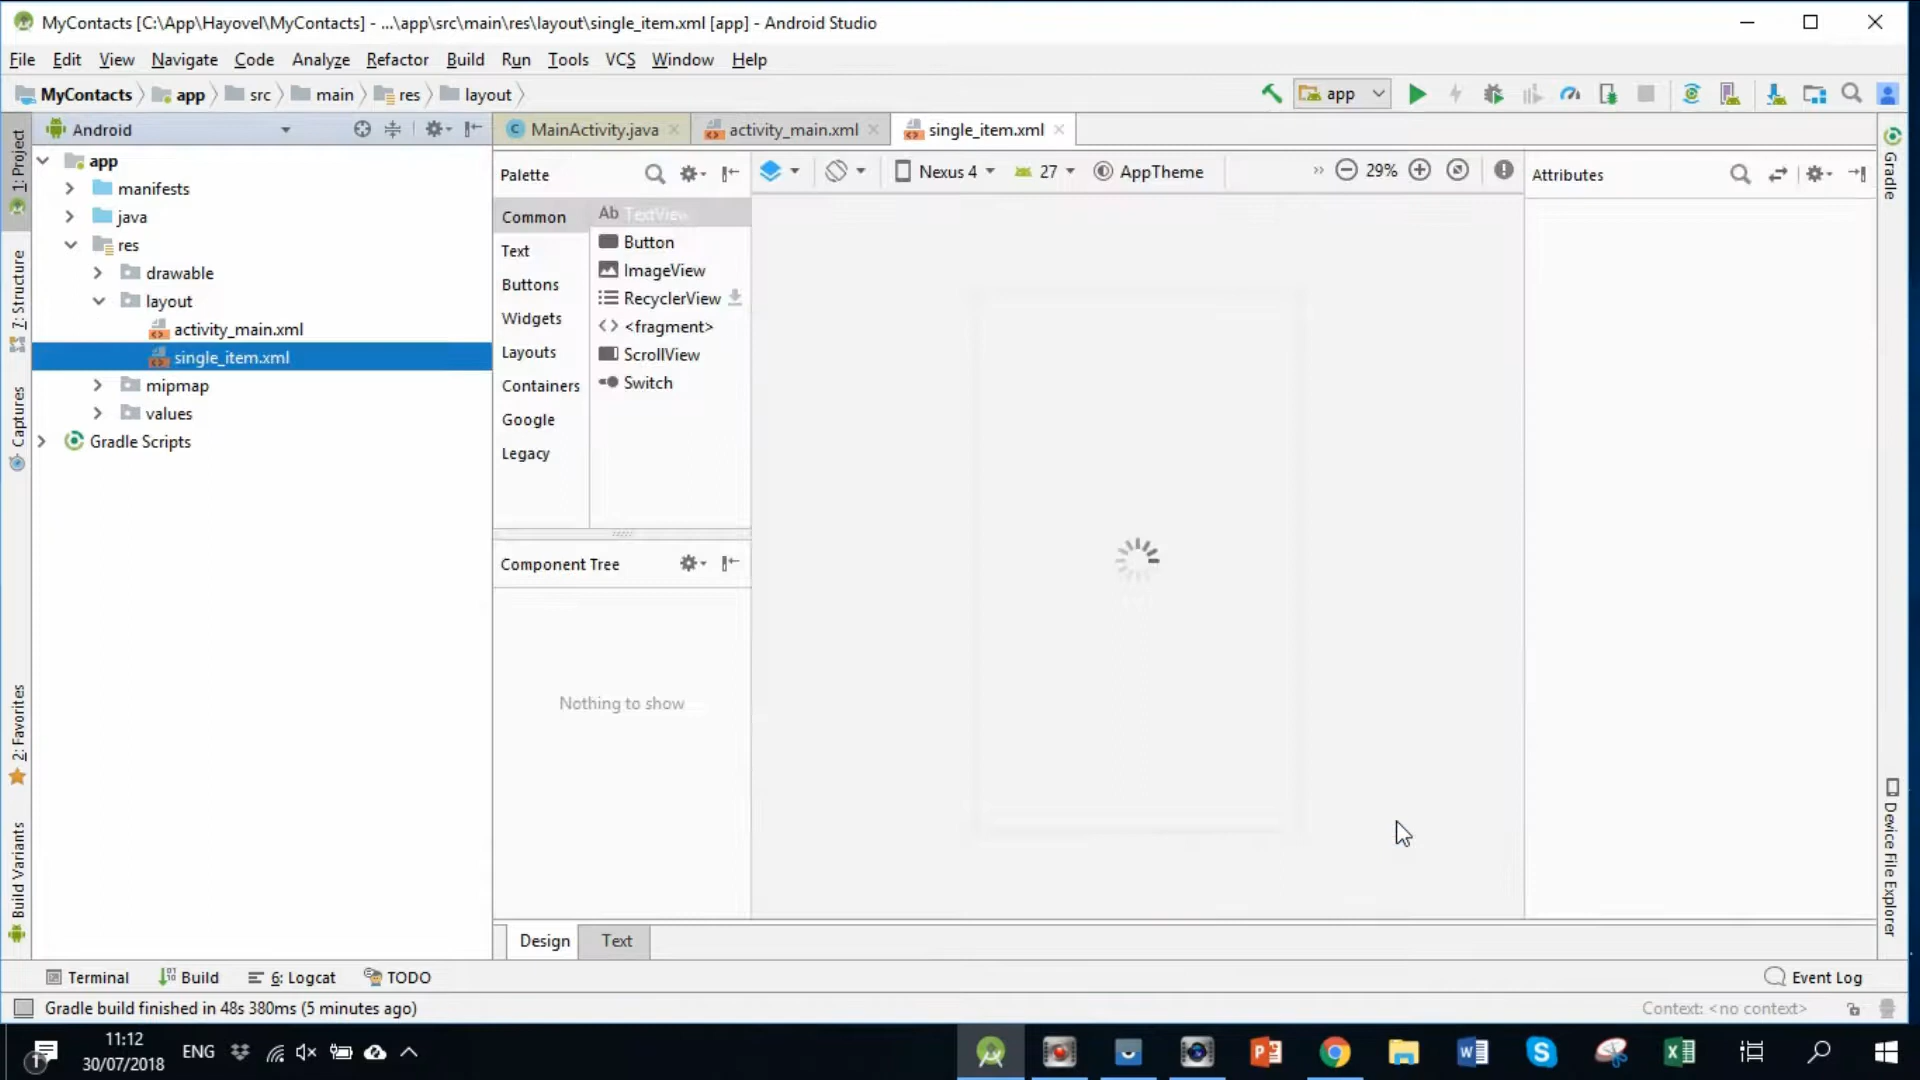 MyContacts [C:\App\Hayovel\MyContacts] - ...\app\src\main\res\layout\single_item.xml [app] - Android Studio
File Edit View Navigate Code Analyze Refactor Build Run Tools VCS Window Help
MyContacts app src main res layout
app
1: Project
7: Structure
Captures
2: Favorites
Build Variants
Android
app
manifests
java
res
drawable
layout
activity_main.xml
single_item.xml
mipmap
values
Gradle Scripts
MainActivity.java activity_main.xml single_item.xml
Palette
Common
Text
Buttons
Widgets
Layouts
Containers
Google
Legacy
Ab TextView
Button
ImageView
RecyclerView
<fragment>
ScrollView
Switch
Component Tree
Nothing to show
Nexus 4 27 AppTheme » 29%
Attributes
Gradle
Device File Explorer
Design Text
Terminal Build 6: Logcat TODO Event Log
Gradle build finished in 48s 380ms (5 minutes ago) Context: <no context>
1 11:12
30/07/2018
ENG